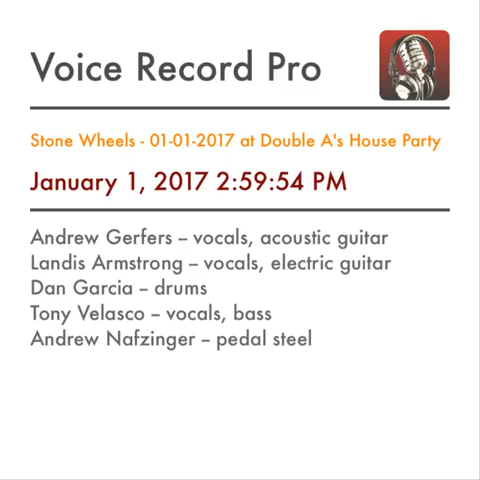 Voice Record Pro
Stone Wheels - 01-01-2017 at Double A's House Party
January 1, 2017 2:59:54 PM
Andrew Gerfers – vocals, acoustic guitar
Landis Armstrong – vocals, electric guitar
Dan Garcia – drums
Tony Velasco – vocals, bass
Andrew Nafzinger – pedal steel